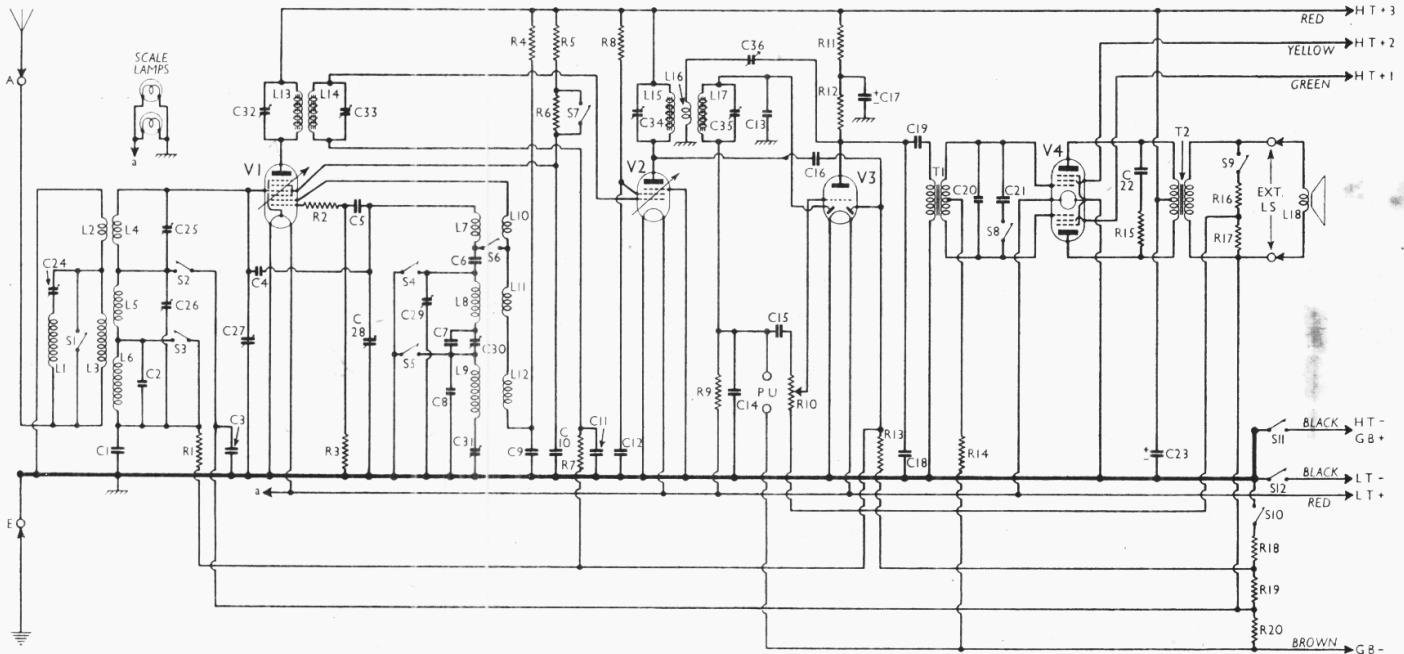 RED
HT+3
YELLOW
HT+2
GREEN
HT+1
A
SCALE
LAMPS
a
C32
L13
L14
C33
R4
R5
R6
S7
R8
C34
L15
L16
L17
C35
C36
C13
R11
R12
+
−
C17
C19
V1
V2
C16
V3
T1
C20
C21
S8
V4
C
22
R15
T2
S9
R16
R17
EXT.
LS
L18
L2
L4
C25
S2
C26
S3
C24
L1
S1
L3
L5
L6
C2
C1
R1
C3
C27
C4
R2
C5
R3
C
28
L7
L10
S6
C6
S4
C29
L8
L11
C7
C30
S5
L9
C8
L12
C31
C9
C
10
R7
C11
C12
R9
C14
C15
P U
R10
R13
C18
R14
+
−
C23
S11
BLACK
HT−
GB+
S12
BLACK
LT−
a
RED
LT+
E
S10
R18
R19
R20
BROWN
GB−